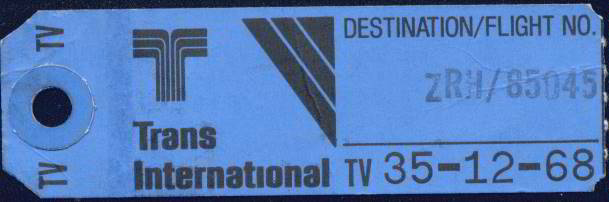 TV
TV
Trans
International
DESTINATION/FLIGHT NO.
ZRH/85045
TV 35-12-68